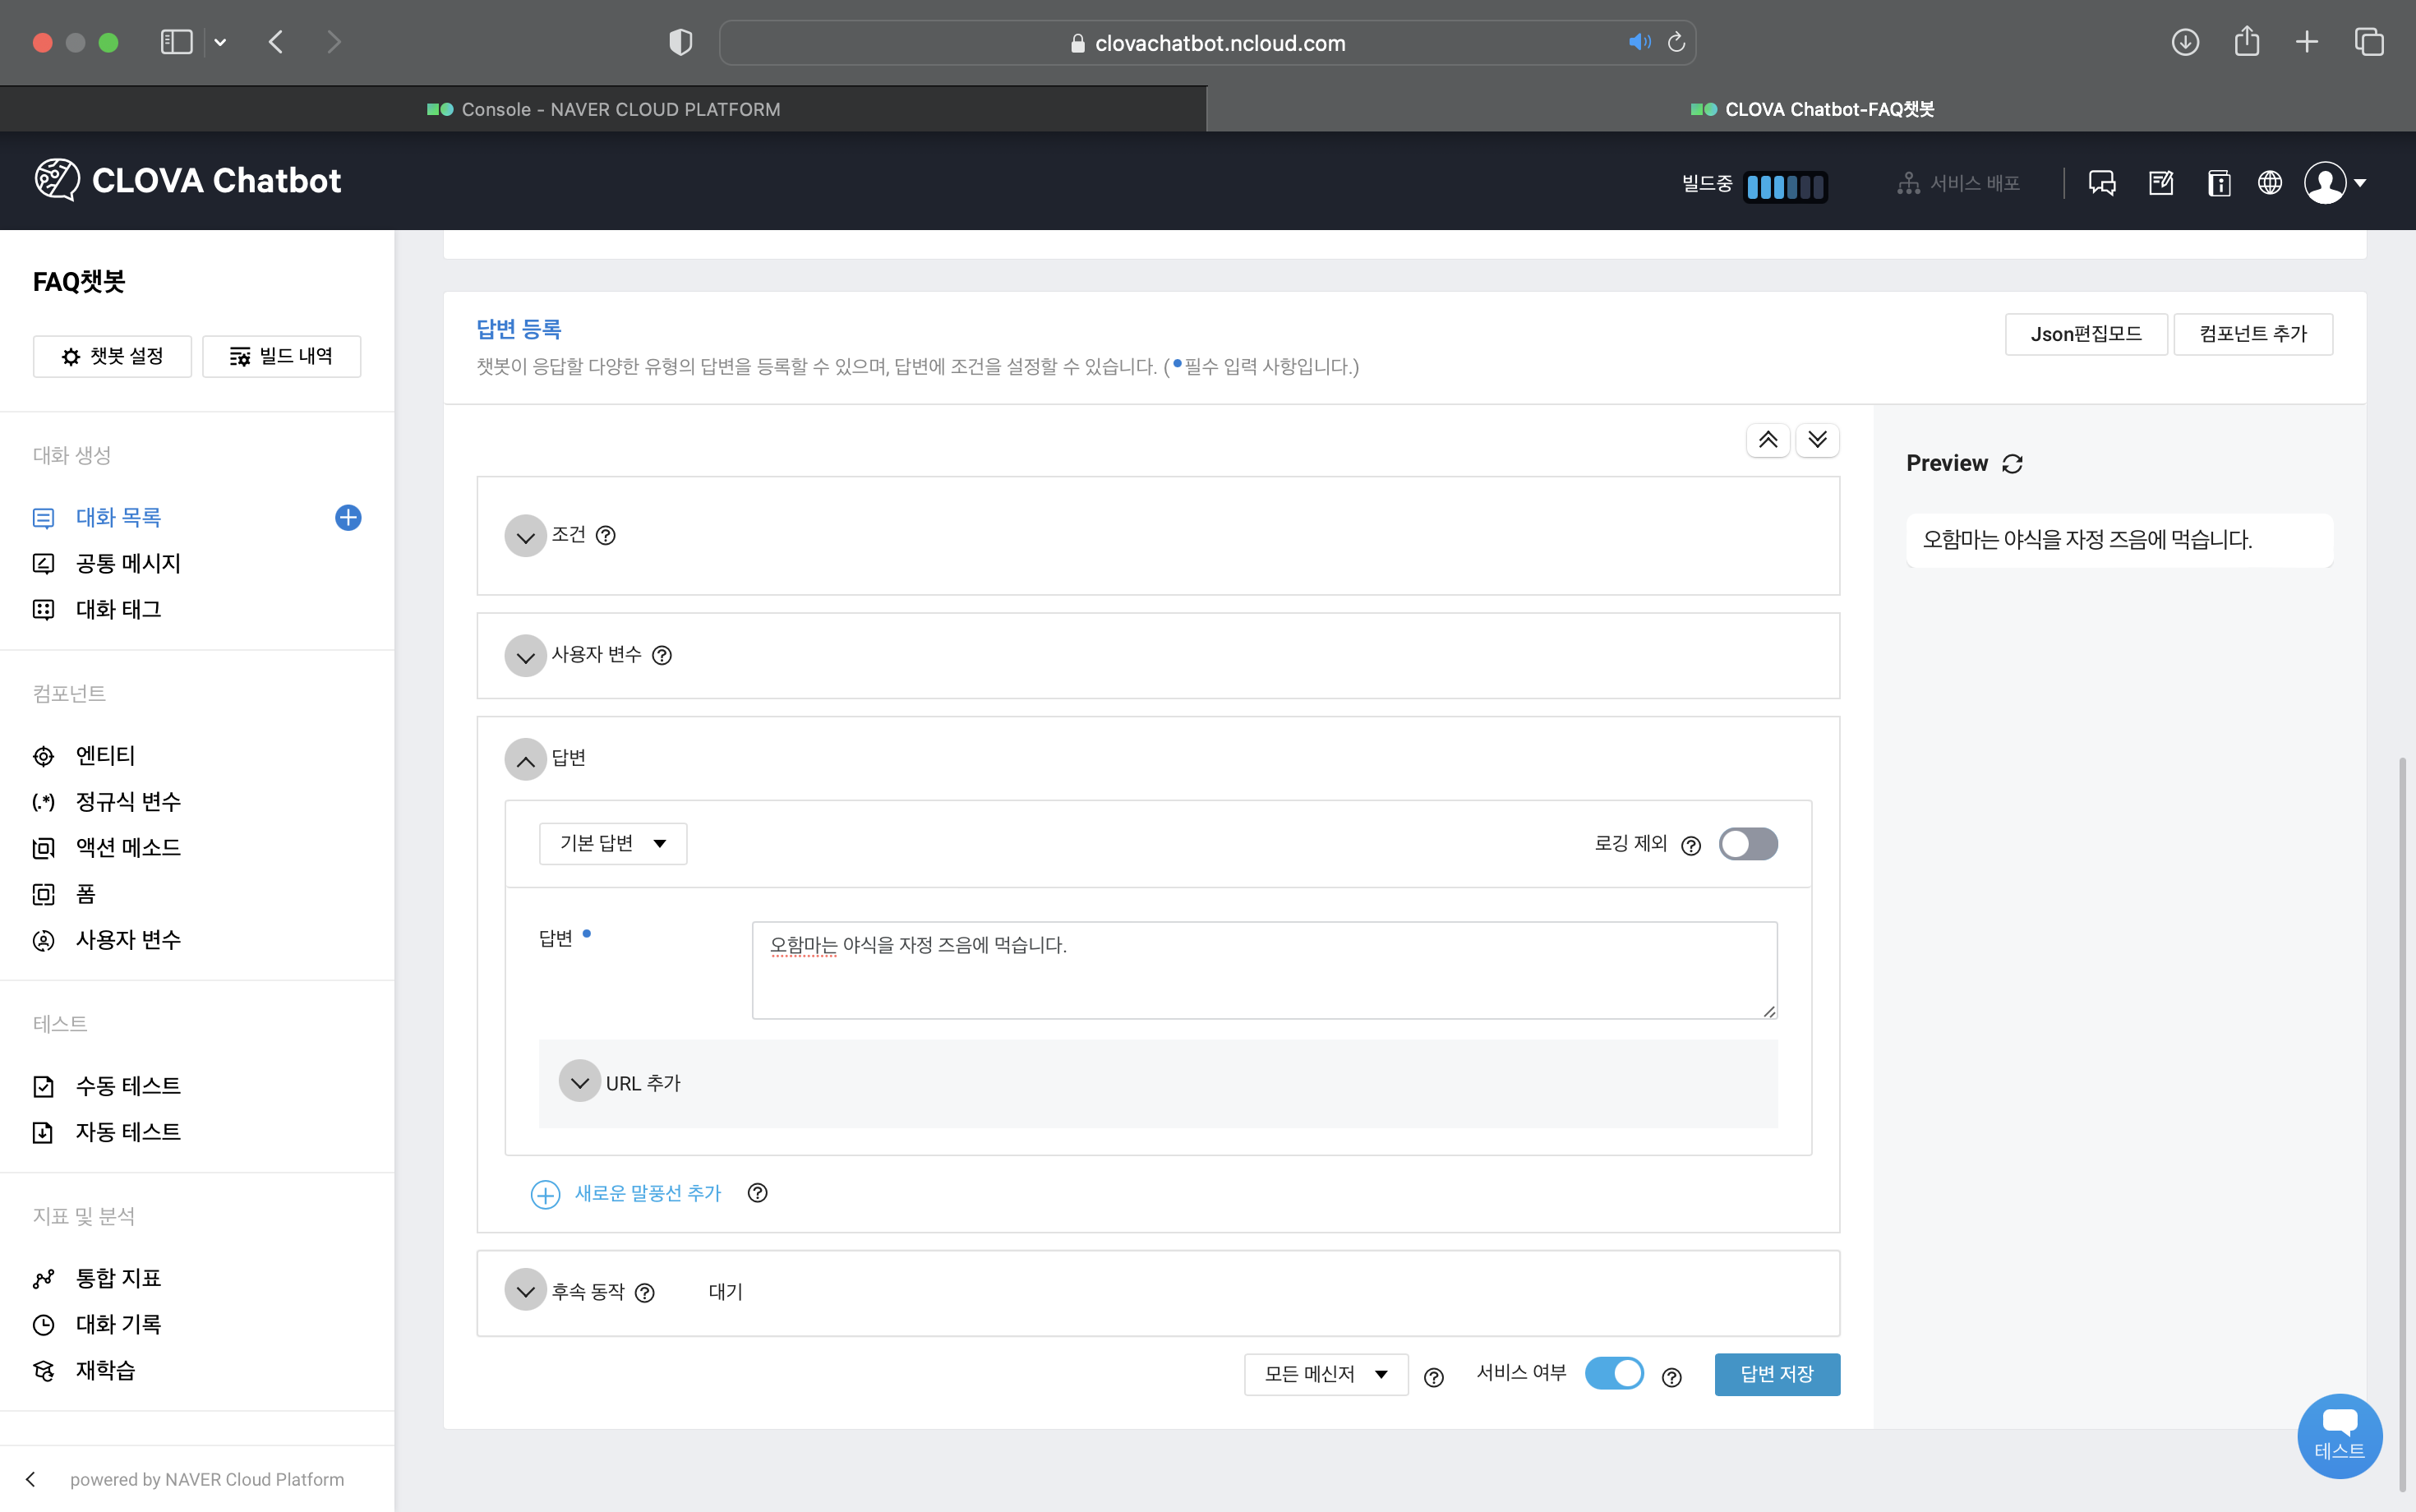 clovachatbot.ncloud.com
Console - NAVER CLOUD PLATFORM
CLOVA Chatbot-FAQ챗봇
CLOVA Chatbot
빌드중
서비스 배포
FAQ챗봇
챗봇 설정
빌드 내역
대화 생성
대화 목록
공통 메시지
대화 태그
컴포넌트
엔티티
(.*) 정규식 변수
액션 메소드
폼
사용자 변수
테스트
수동 테스트
자동 테스트
지표 및 분석
통합 지표
대화 기록
재학습
powered by NAVER Cloud Platform
답변 등록
챗봇이 응답할 다양한 유형의 답변을 등록할 수 있으며, 답변에 조건을 설정할 수 있습니다. (•필수 입력 사항입니다.)
Json편집모드
컴포넌트 추가
조건 ?
사용자 변수 ?
답변
기본 답변
로깅 제외 ?
답변
오함마는 야식을 자정 즈음에 먹습니다.
URL 추가
새로운 말풍선 추가 ?
후속 동작 ? 대기
모든 메신저 ?
서비스 여부 ?
답변 저장
Preview
오함마는 야식을 자정 즈음에 먹습니다.
테스트